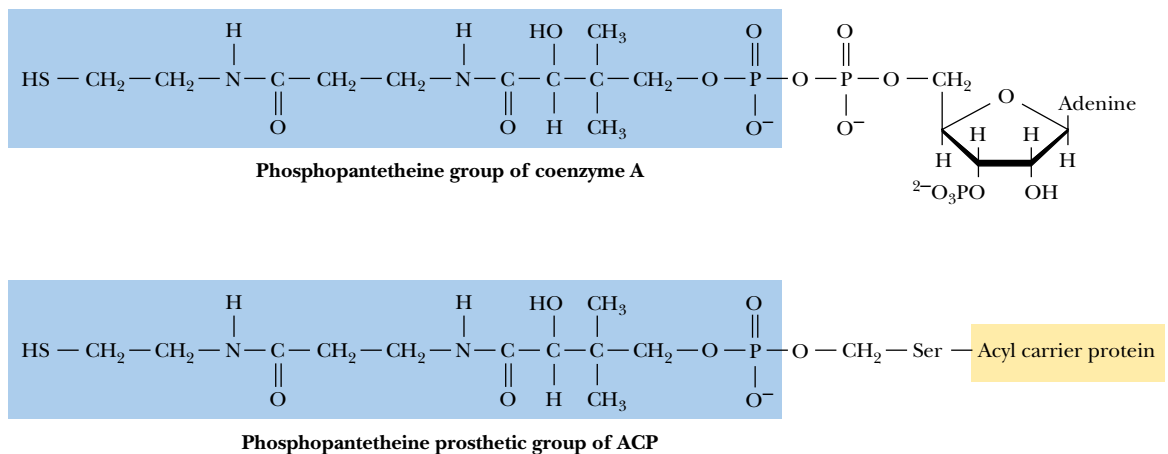 H H HO CH₃ O O
HS—CH₂—CH₂—N—C—CH₂—CH₂—N—C—C—C—CH₂—O—P—O—P—O—CH₂
O O H CH₃ O⁻ O⁻
O Adenine
H H H H
²⁻O₃PO OH
Phosphopantetheine group of coenzyme A
H H HO CH₃ O
HS—CH₂—CH₂—N—C—CH₂—CH₂—N—C—C—C—CH₂—O—P—O—CH₂—Ser—Acyl carrier protein
O O H CH₃ O⁻
Phosphopantetheine prosthetic group of ACP